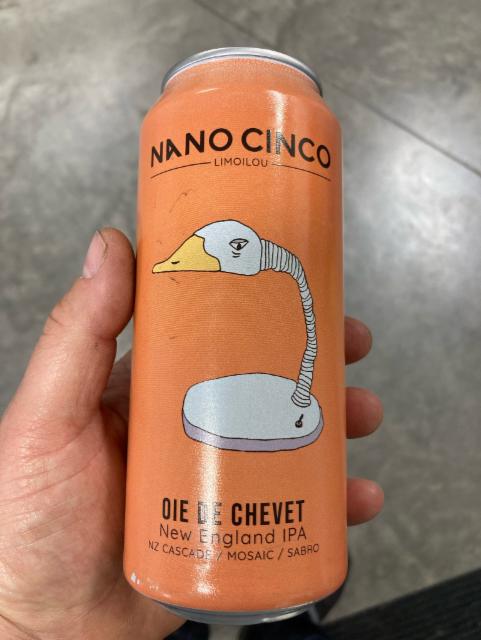 NANO CINCO
LIMOILOU
OIE DE CHEVET
New England IPA
NZ CASCADE / MOSAIC / SABRO